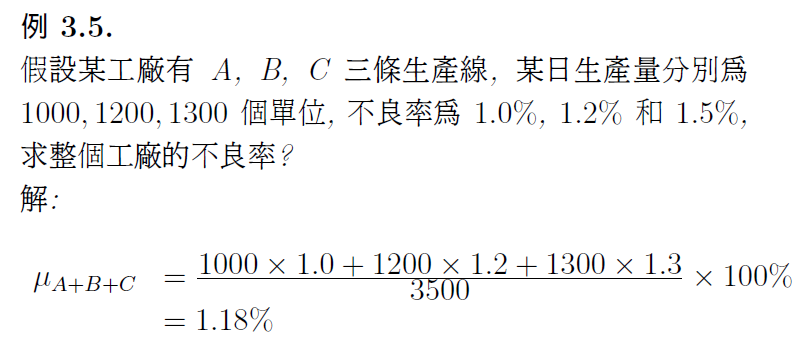 例 3.5.
假設某工廠有 A, B, C 三條生產線, 某日生產量分別爲
1000, 1200, 1300 個單位, 不良率爲 1.0%, 1.2% 和 1.5%,
求整個工廠的不良率?
解:
μ_{A+B+C} = \frac{1000 × 1.0 + 1200 × 1.2 + 1300 × 1.3}{3500} × 100%
= 1.18%